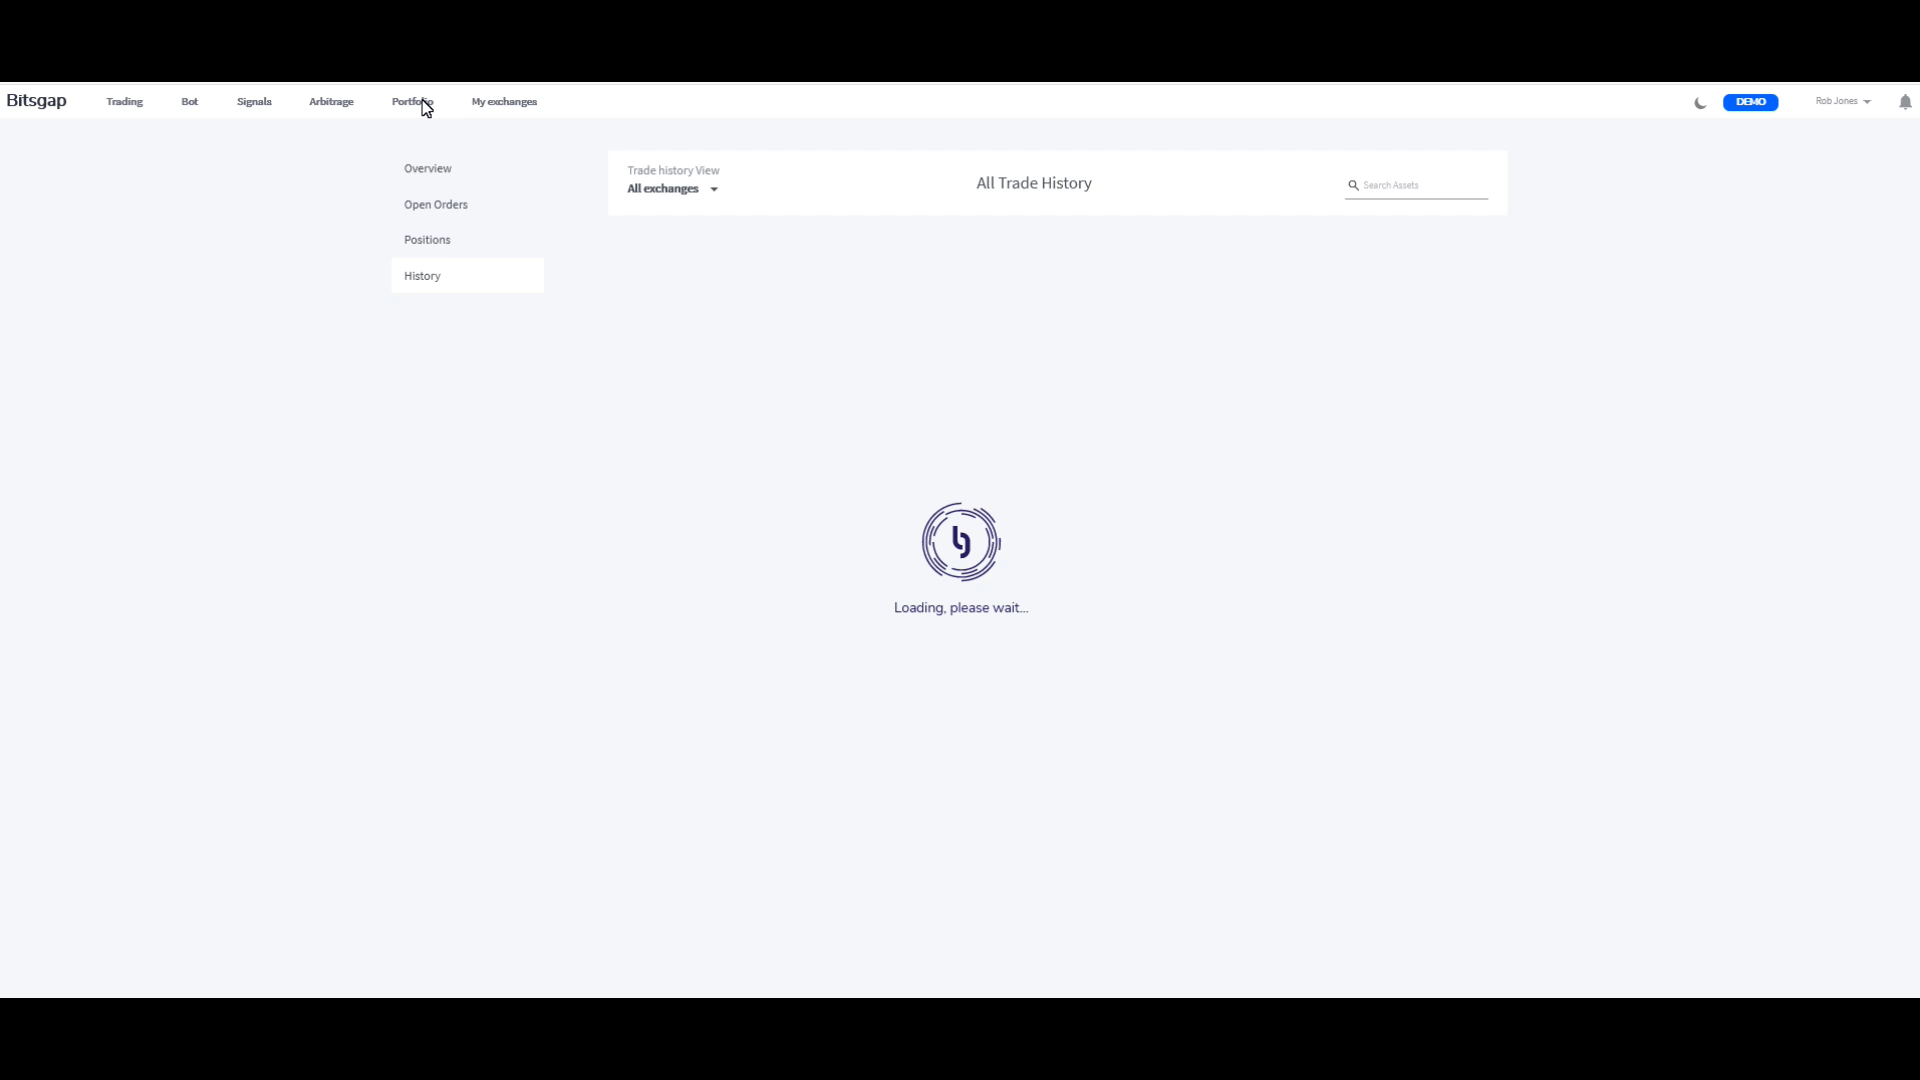 Bitsgap Trading Bot Signals Arbitrage Portfolio My exchanges DEMO Rob Jones
Overview
Open Orders
Positions
History
Trade history View
All exchanges
All Trade History
Search Assets
Loading, please wait...